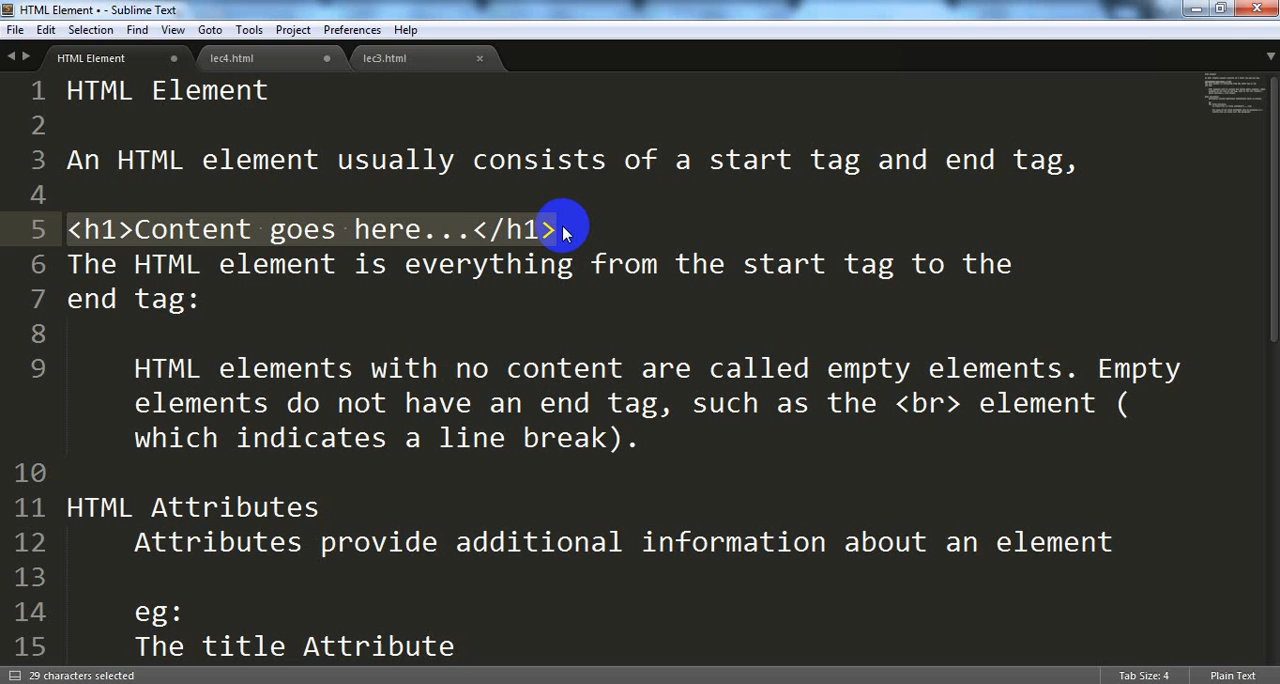 HTML Element • - Sublime Text
File Edit Selection Find View Goto Tools Project Preferences Help
HTML Element lec4.html lec3.html
1 HTML Element
2
3 An HTML element usually consists of a start tag and end tag,
4
5 <h1>Content goes here...</h1>
6 The HTML element is everything from the start tag to the
7 end tag:
8
9 HTML elements with no content are called empty elements. Empty
elements do not have an end tag, such as the <br> element (
which indicates a line break).
10
11 HTML Attributes
12 Attributes provide additional information about an element
13
14 eg:
15 The title Attribute
29 characters selected Tab Size: 4 Plain Text